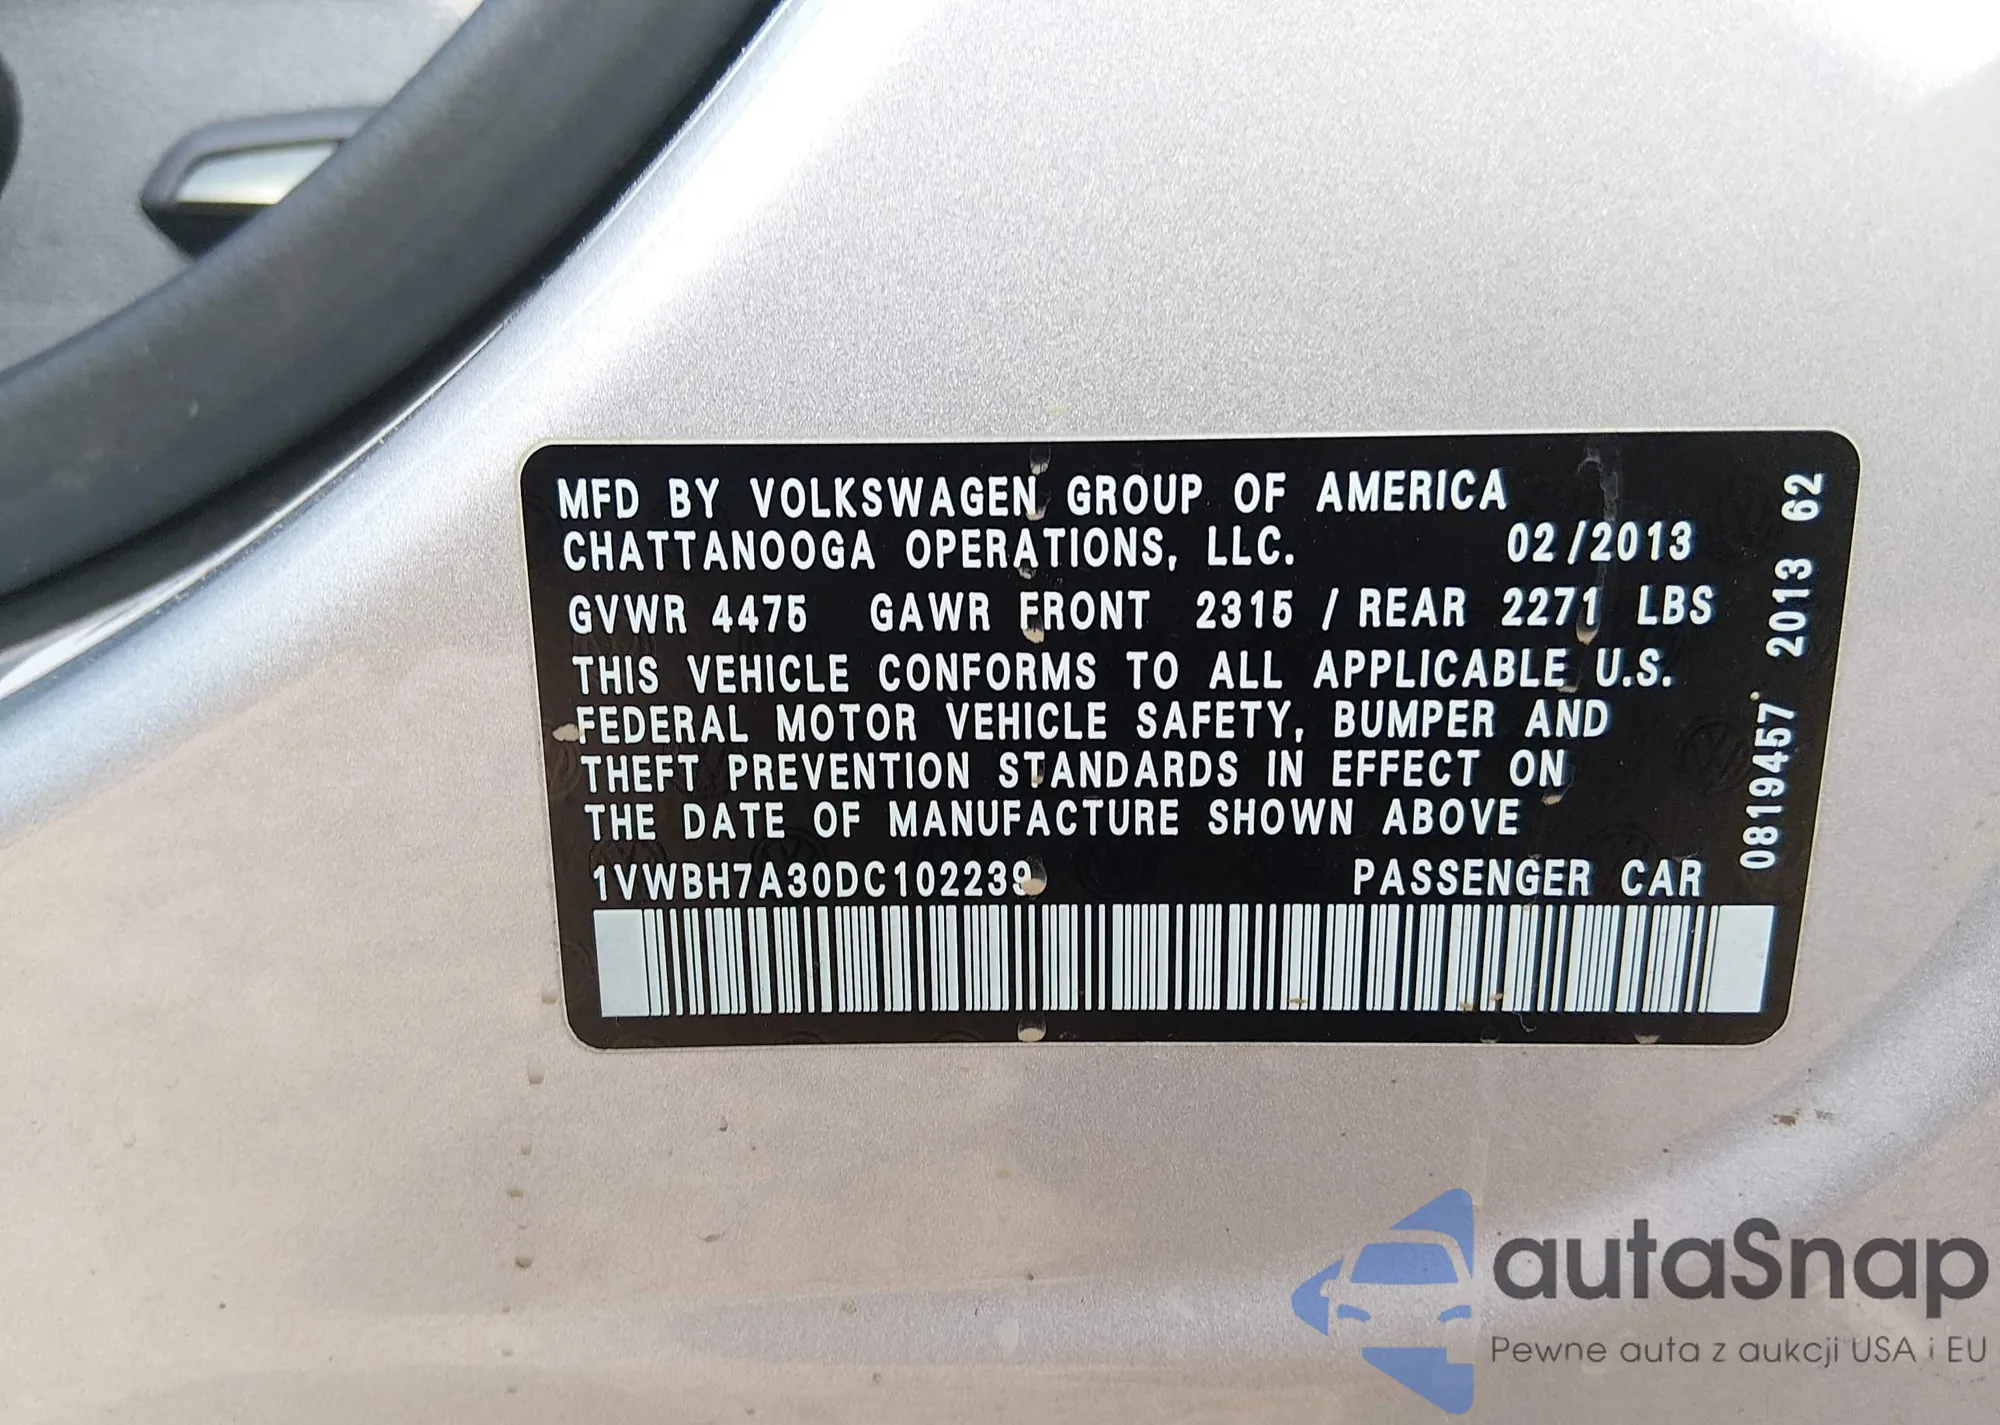 MFD BY VOLKSWAGEN GROUP OF AMERICA
CHATTANOOGA OPERATIONS, LLC. 02/2013
GVWR 4475 GAWR FRONT 2315 / REAR 2271 LBS
THIS VEHICLE CONFORMS TO ALL APPLICABLE U.S.
FEDERAL MOTOR VEHICLE SAFETY, BUMPER AND
THEFT PREVENTION STANDARDS IN EFFECT ON
THE DATE OF MANUFACTURE SHOWN ABOVE
1VWBH7A30DC102239 PASSENGER CAR
0819457 2013 62
autaSnap
Pewne auta z aukcji USA i EU